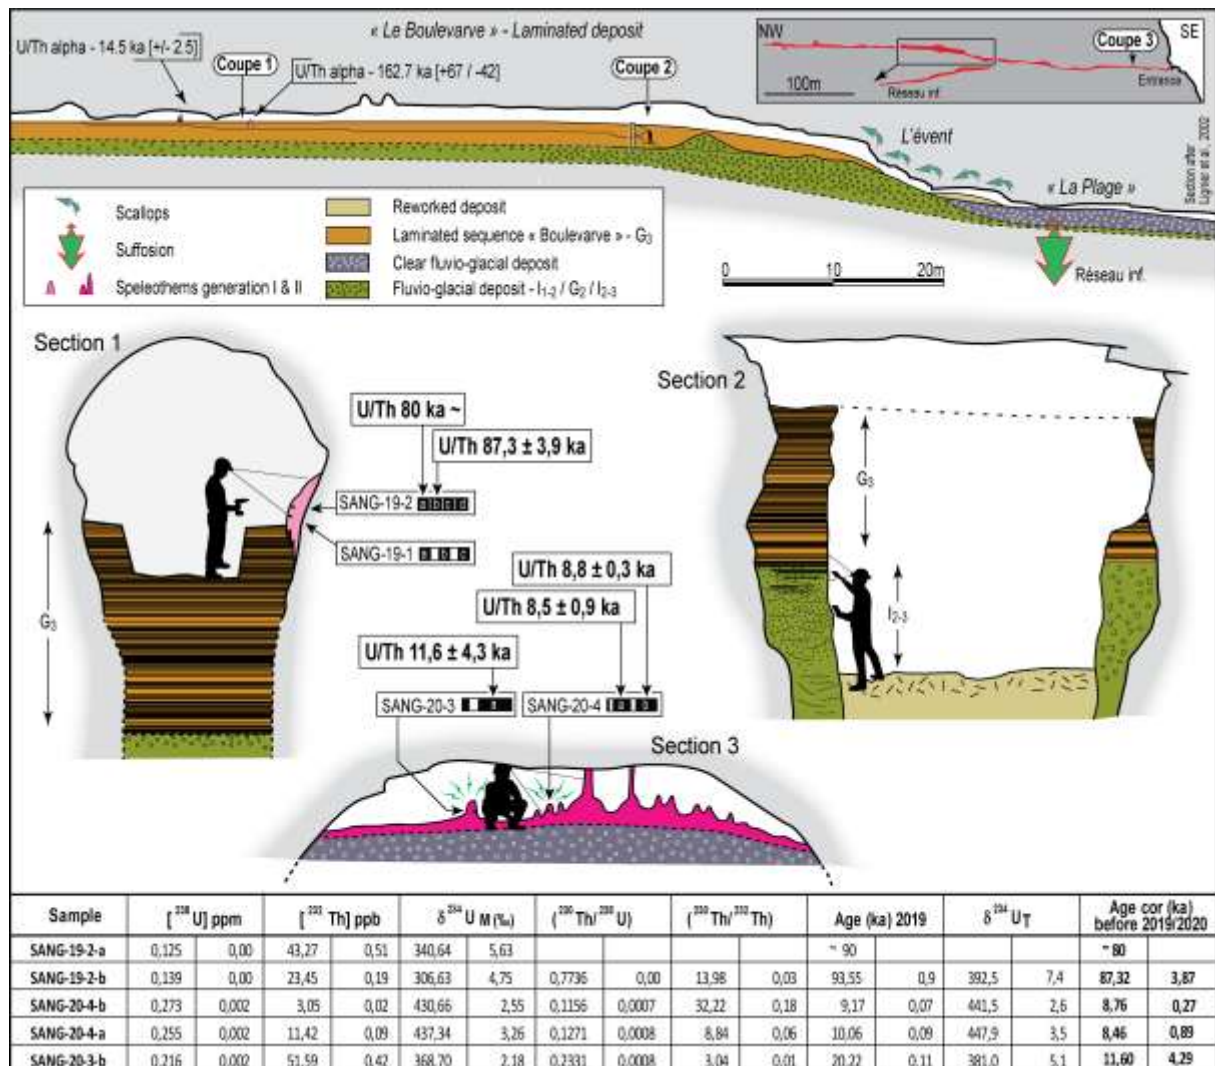 « Le Boulevarve » - Laminated deposit
U/Th alpha - 14.5 ka [+/- 2.5]
Coupe 1
U/Th alpha - 162.7 ka [+67 / -42]
Coupe 2
NW
SE
Coupe 3
100m
Réseau inf.
Entrance
L'évent
« La Plage »
Section after
Lignier et al., 2002
Scallops
Suffosion
Speleothems generation I & II
Reworked deposit
Laminated sequence « Boulevarve » - G3
Clear fluvio-glacial deposit
Fluvio-glacial deposit - I1-2 / G2 / I2-3
0 10 20m
Réseau inf.
Section 1
U/Th 80 ka ~
U/Th 87,3 ± 3,9 ka
SANG-19-2 a b c d
SANG-19-1 a b c
G3
Section 2
G3
I2-3
U/Th 8,8 ± 0,3 ka
U/Th 8,5 ± 0,9 ka
U/Th 11,6 ± 4,3 ka
SANG-20-3
SANG-20-4 a b
Section 3
Sample [238 U] ppm [232 Th] ppb δ234 U M (‰) (230 Th/238 U) (230 Th/232 Th) Age (ka) 2019 δ234 UT Age cor (ka) before 2019/2020
SANG-19-2-a 0,125 0,00 43,27 0,51 340,64 5,63 ~ 90 ~ 80
SANG-19-2-b 0,139 0,00 23,45 0,19 306,63 4,75 0,7736 0,00 13,98 0,03 93,55 0,9 392,5 7,4 87,32 3,87
SANG-20-4-b 0,273 0,002 3,05 0,02 430,66 2,55 0,1156 0,0007 32,22 0,18 9,17 0,07 441,5 2,6 8,76 0,27
SANG-20-4-a 0,255 0,002 11,42 0,09 437,34 3,26 0,1271 0,0008 8,84 0,06 10,06 0,09 447,9 3,5 8,46 0,89
SANG-20-3-b 0,216 0,002 51,59 0,42 368,70 2,18 0,2331 0,0008 3,04 0,01 20,22 0,11 381,0 5,1 11,60 4,29